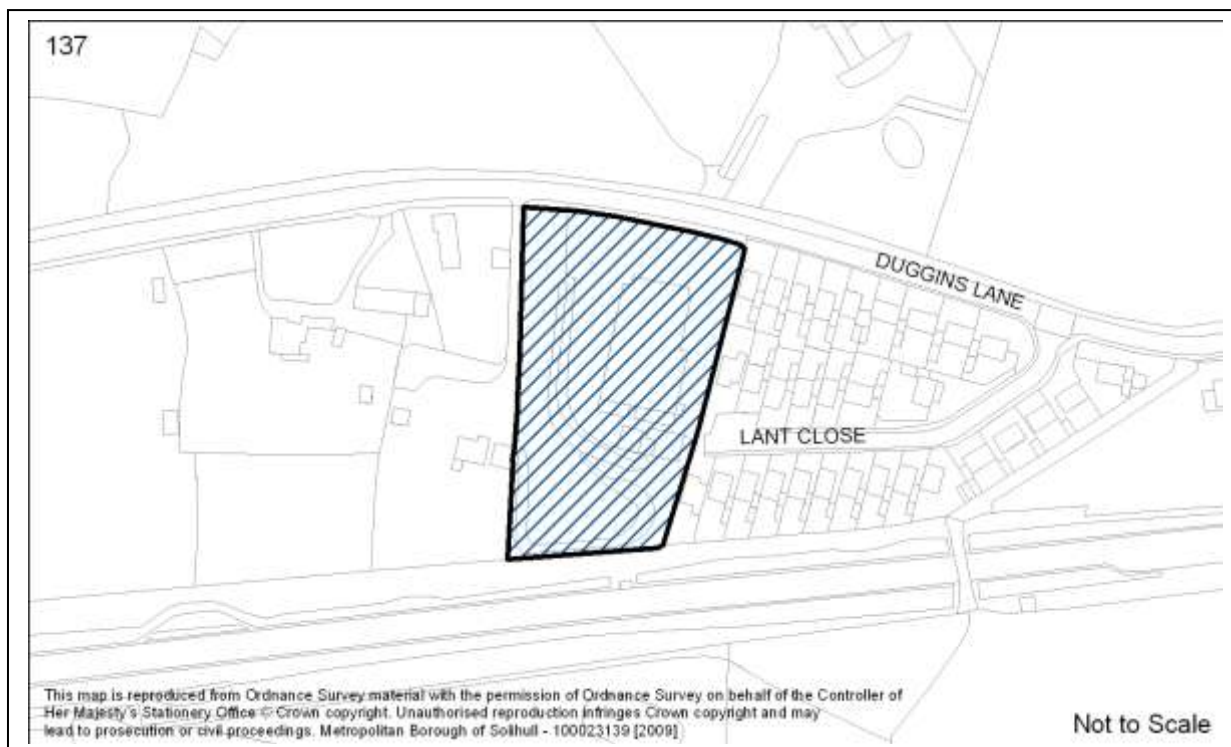 137
DUGGINS LANE
LANT CLOSE
This map is reproduced from Ordnance Survey material with the permission of Ordnance Survey on behalf of the Controller of
Her Majesty's Stationery Office © Crown copyright. Unauthorised reproduction infringes Crown copyright and may
lead to prosecution or civil proceedings. Metropolitan Borough of Solihull - 100023139 [2009]
Not to Scale